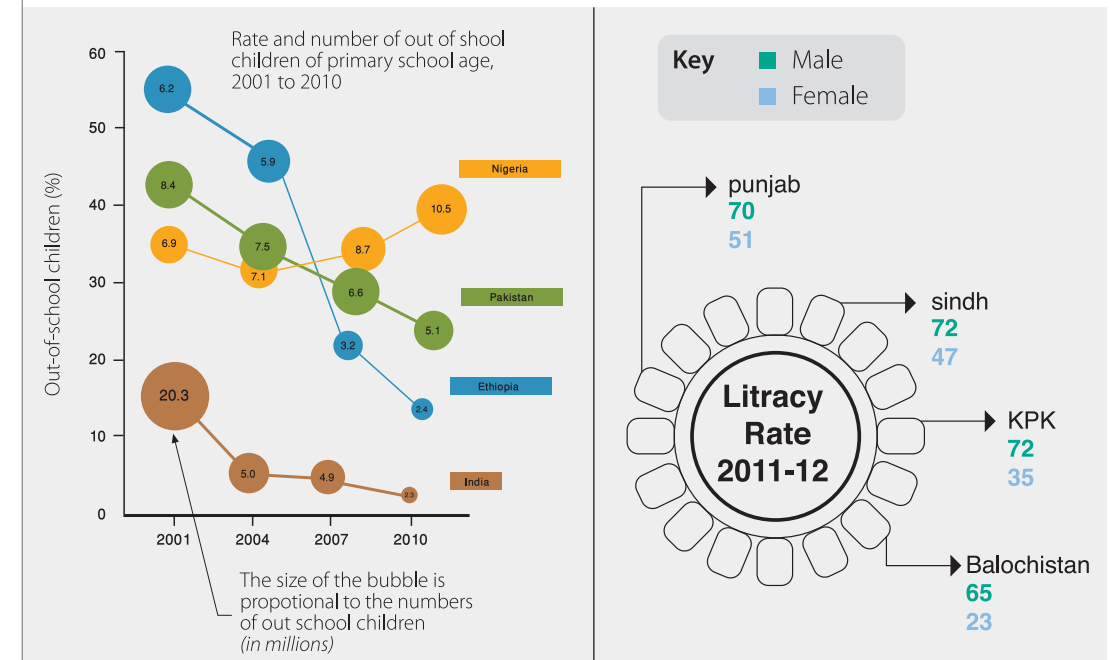 Rate and number of out of shool
children of primary school age,
2001 to 2010
Out-of-school children (%)
60
50
40
30
20
10
0
2001 2004 2007 2010
6.2
5.9
3.2
2.4
Ethiopia
8.4
7.5
6.6
5.1
Pakistan
6.9
7.1
8.7
10.5
Nigeria
20.3
5.0
4.9
2.3
India
The size of the bubble is
propotional to the numbers
of out school children
(in millions)
Key
Male
Female
punjab
70
51
sindh
72
47
KPK
72
35
Balochistan
65
23
Litracy
Rate
2011-12